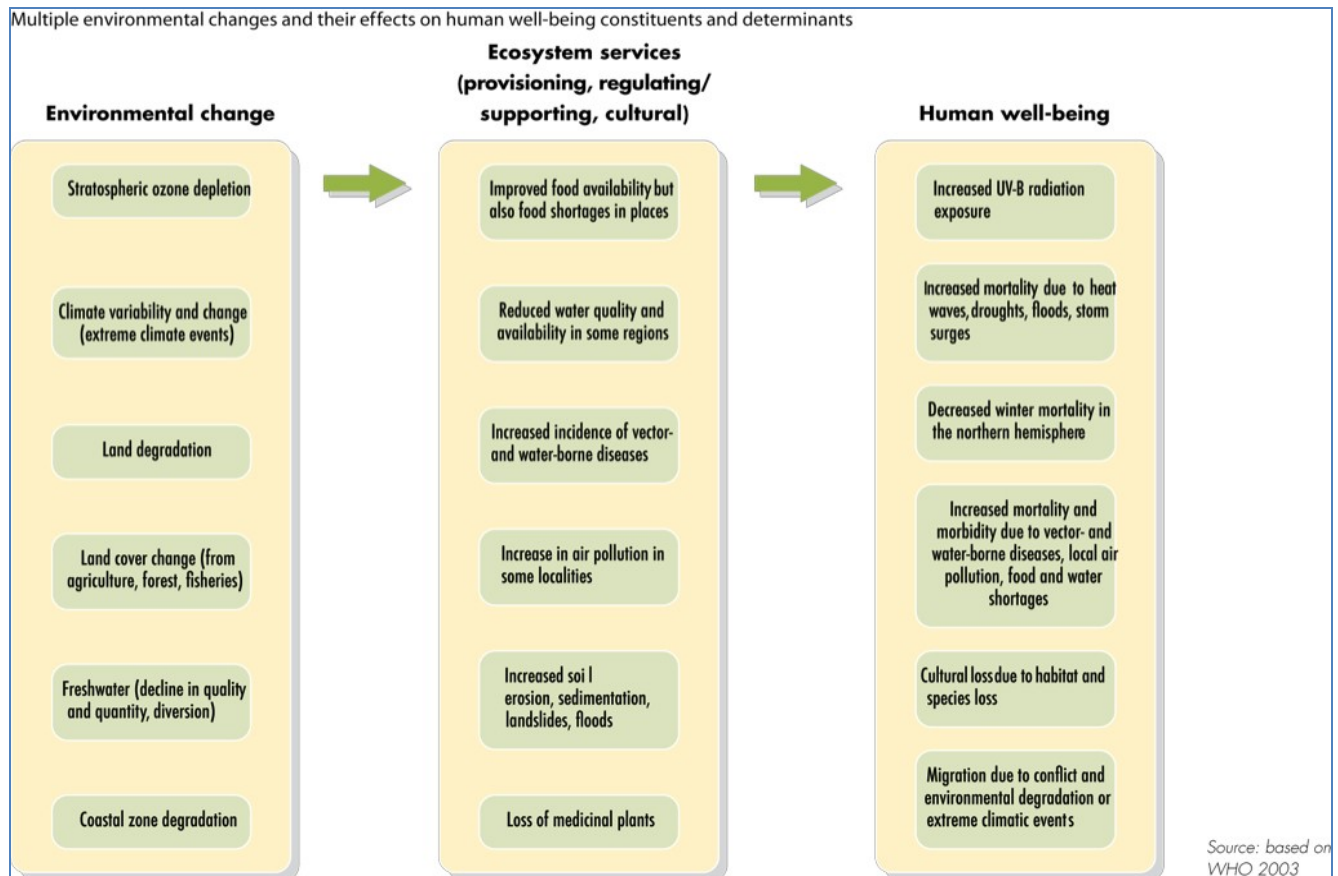 Multiple environmental changes and their effects on human well-being constituents and determinants
Environmental change
Stratospheric ozone depletion
Climate variability and change
(extreme climate events)
Land degradation
Land cover change (from
agriculture, forest, fisheries)
Freshwater (decline in quality
and quantity, diversion)
Coastal zone degradation
Ecosystem services
(provisioning, regulating/
supporting, cultural)
Improved food availability but
also food shortages in places
Reduced water quality and
availability in some regions
Increased incidence of vector-
and water-borne diseases
Increase in air pollution in
some localities
Increased soi l
erosion, sedimentation,
landslides, floods
Loss of medicinal plants
Human well-being
Increased UV-B radiation
exposure
Increased mortality due to heat
waves, droughts, floods, storm
surges
Decreased winter mortality in
the northern hemisphere
Increased mortality and
morbidity due to vector- and
water-borne diseases, local air
pollution, food and water
shortages
Cultural loss due to habitat and
species loss
Migration due to conflict and
environmental degradation or
extreme climatic events
Source: based on
WHO 2003